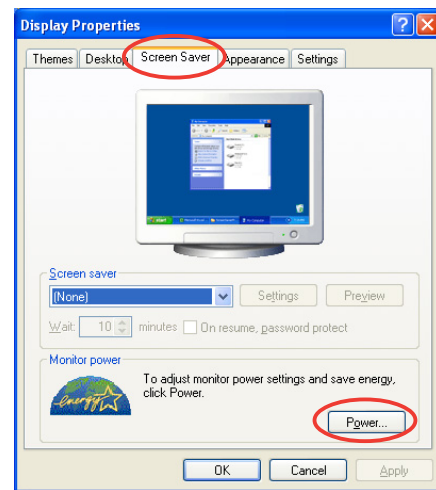 Display Properties
Themes Desktop Screen Saver Appearance Settings
start
Screen saver
(None) Settings Preview
Wait: 10 minutes On resume, password protect
Monitor power
energy
To adjust monitor power settings and save energy,
click Power.
Power...
OK Cancel Apply